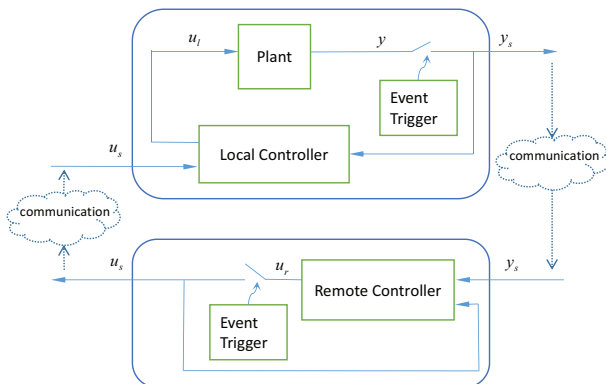 u_l
Plant
y
y_s
Event
Trigger
u_s
Local Controller
communication
communication
u_s
u_r
Remote Controller
y_s
Event
Trigger